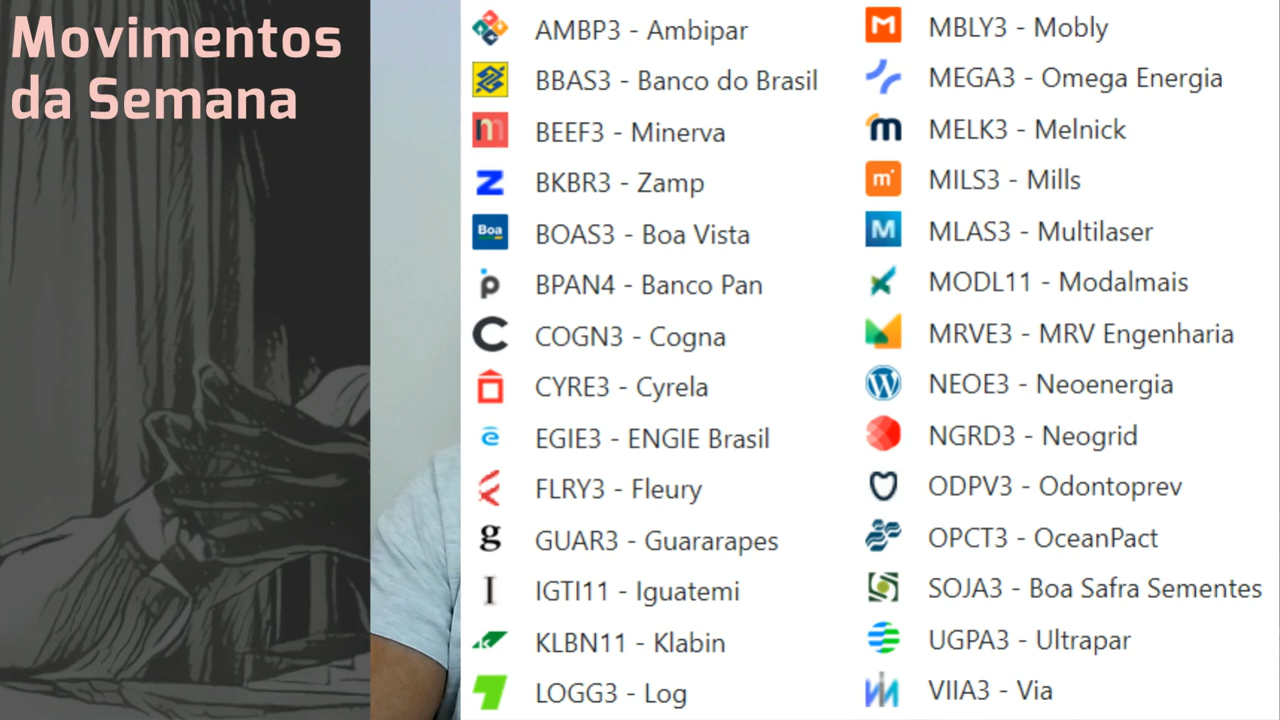 Movimentos
da Semana
AMBP3 - Ambipar
BBAS3 - Banco do Brasil
BEEF3 - Minerva
BKBR3 - Zamp
Boa
BOAS3 - Boa Vista
BPAN4 - Banco Pan
COGN3 - Cogna
CYRE3 - Cyrela
EGIE3 - ENGIE Brasil
FLRY3 - Fleury
GUAR3 - Guararapes
IGTI11 - Iguatemi
KLBN11 - Klabin
LOGG3 - Log
MBLY3 - Mobly
MEGA3 - Omega Energia
MELK3 - Melnick
MILS3 - Mills
MLAS3 - Multilaser
MODL11 - Modalmais
MRVE3 - MRV Engenharia
NEOE3 - Neoenergia
NGRD3 - Neogrid
ODPV3 - Odontoprev
OPCT3 - OceanPact
SOJA3 - Boa Safra Sementes
UGPA3 - Ultrapar
VIIA3 - Via